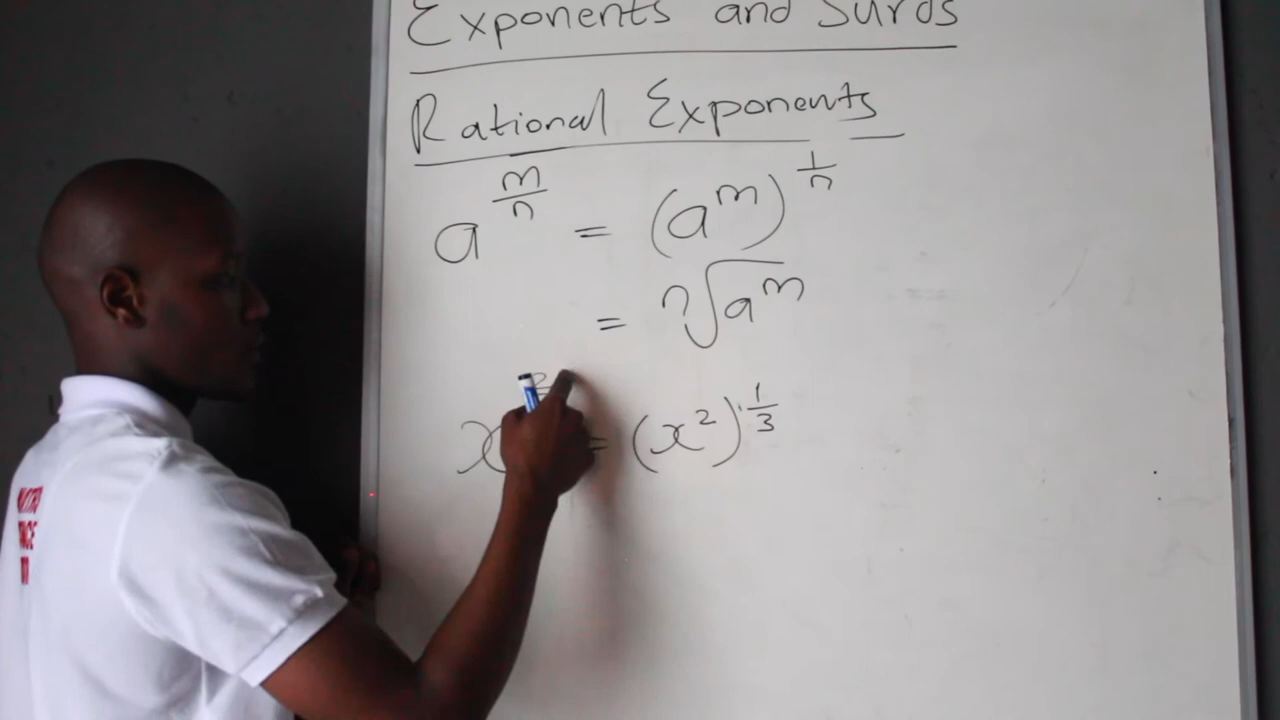 Exponents and Surds
Rational Exponents
a^(m/n) = (a^m)^(1/n)
= ⁿ√a^m
x = (x²)^(1/3)